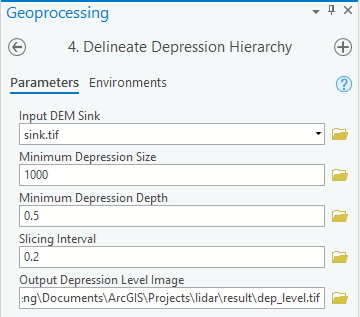 Geoprocessing
4. Delineate Depression Hierarchy
Parameters Environments
Input DEM Sink
sink.tif
Minimum Depression Size
1000
Minimum Depression Depth
0.5
Slicing Interval
0.2
Output Depression Level Image
ng\Documents\ArcGIS\Projects\lidar\result\dep_level.tif